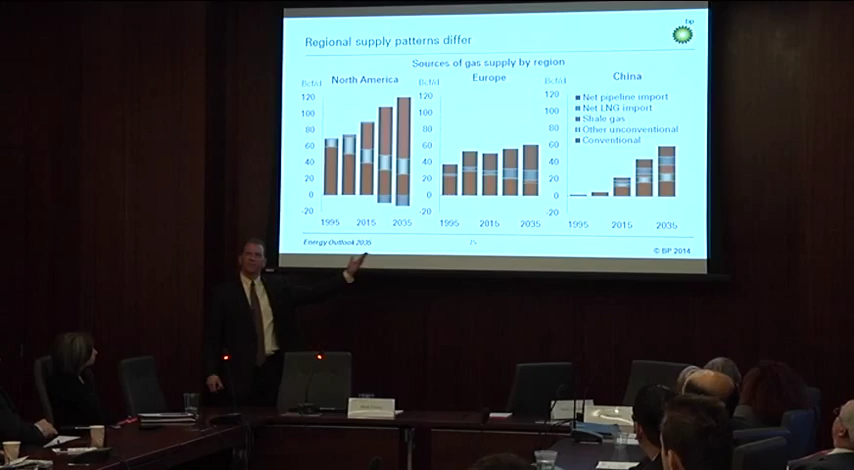 bp
Regional supply patterns differ
Sources of gas supply by region
Bcf/d North America Bcf/d Europe Bcf/d China
120 120 120
100 100 100
80 80 80
60 60 60
40 40 40
20 20 20
0 0 0
-20 -20 -20
Net pipeline import
Net LNG import
Shale gas
Other unconventional
Conventional
1995 2015 2035 1995 2015 2035 1995 2015 2035
Energy Outlook 2035
© BP 2014